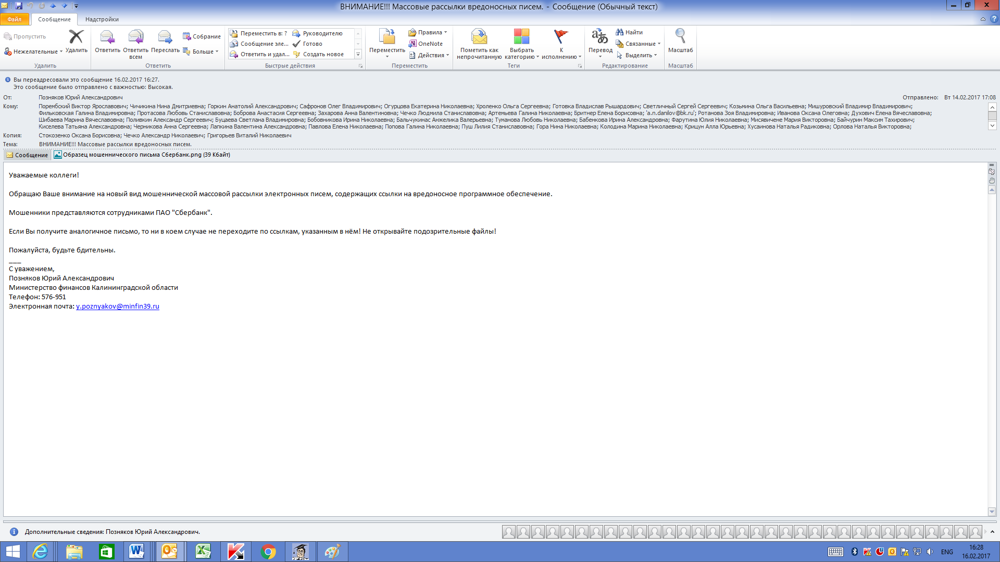 ВНИМАНИЕ!!! Массовые рассылки вредоносных писем. - Сообщение (Обычный текст)
Файл Сообщение Надстройки
Пропустить
Нежелательные
Удалить
Удалить
Ответить
Ответить всем
Переслать
Собрание
Больше
Ответить
Переместить в: ?
Сообщение эле...
Ответить и удал...
Руководителю
Готово
Создать новое
Быстрые действия
Переместить
Правила
OneNote
Действия
Переместить
Пометить как непрочитанную
Выбрать категорию
К исполнению
Теги
Перевод
Найти
Связанные
Выделить
Редактирование
Масштаб
Масштаб
Вы переадресовали это сообщение 16.02.2017 16:27.
Это сообщение было отправлено с важностью: Высокая.
От: Позняков Юрий Александрович Отправлено: Вт 14.02.2017 17:08
Кому: Порембский Виктор Ярославович; Чичикина Нина Дмитриевна; Горкин Анатолий Александрович; Сафронов Олег Владимирович; Огурцова Екатерина Николаевна; Хроленко Ольга Сергеевна; Готовка Владислав Рышардович; Светличный Сергей Сергеевич; Козьмина Ольга Васильевна; Мишуровский Владимир Владимирович;
Фильковская Галина Владимировна; Протасова Любовь Станиславовна; Боброва Анастасия Сергеевна; Захарова Анна Валентиновна; Чечко Людмила Станиславовна; Артемьева Галина Николаевна; Бритнер Елена Борисовна; 'a.n.danilov@bk.ru'; Ротанова Зоя Владимировна; Иванова Оксана Олеговна; Духович Елена Вячеславовна;
Шибаева Марина Вячеславовна; Поливкин Александр Сергеевич; Буцаева Светлана Владимировна; Бобовникова Ирина Николаевна; Бальчукинас Анжелика Валерьевна; Туманова Любовь Николаевна; Бабенкова Ирина Александровна; Фарутина Юлия Николаевна; Мисявичене Мария Викторовна; Байчурин Максим Тахирович;
Киселева Татьяна Александровна; Черникова Анна Сергеевна; Лапкина Валентина Александровна; Павлова Елена Николаевна; Попова Галина Николаевна; Пуш Лилия Станиславовна; Гора Нина Николаевна; Колодина Марина Николаевна; Крицун Алла Юрьевна; Хусаинова Наталья Радиковна; Орлова Наталья Викторовна;
Копия: Стокозенко Оксана Борисовна; Чечко Александр Николаевич; Григорьев Виталий Николаевич
Тема: ВНИМАНИЕ!!! Массовые рассылки вредоносных писем.
Сообщение Образец мошеннического письма Сбербанк.png (39 Кбайт)
Уважаемые коллеги!
Обращаю Ваше внимание на новый вид мошеннической массовой рассылки электронных писем, содержащих ссылки на вредоносное программное обеспечение.
Мошенники представляются сотрудниками ПАО "Сбербанк".
Если Вы получите аналогичное письмо, то ни в коем случае не переходите по ссылкам, указанным в нём! Не открывайте подозрительные файлы!
Пожалуйста, будьте бдительны.
___
С уважением,
Позняков Юрий Александрович
Министерство финансов Калининградской области
Телефон: 576-951
Электронная почта: y.poznyakov@minfin39.ru
Дополнительные сведения: Позняков Юрий Александрович.
ENG
16:28
16.02.2017